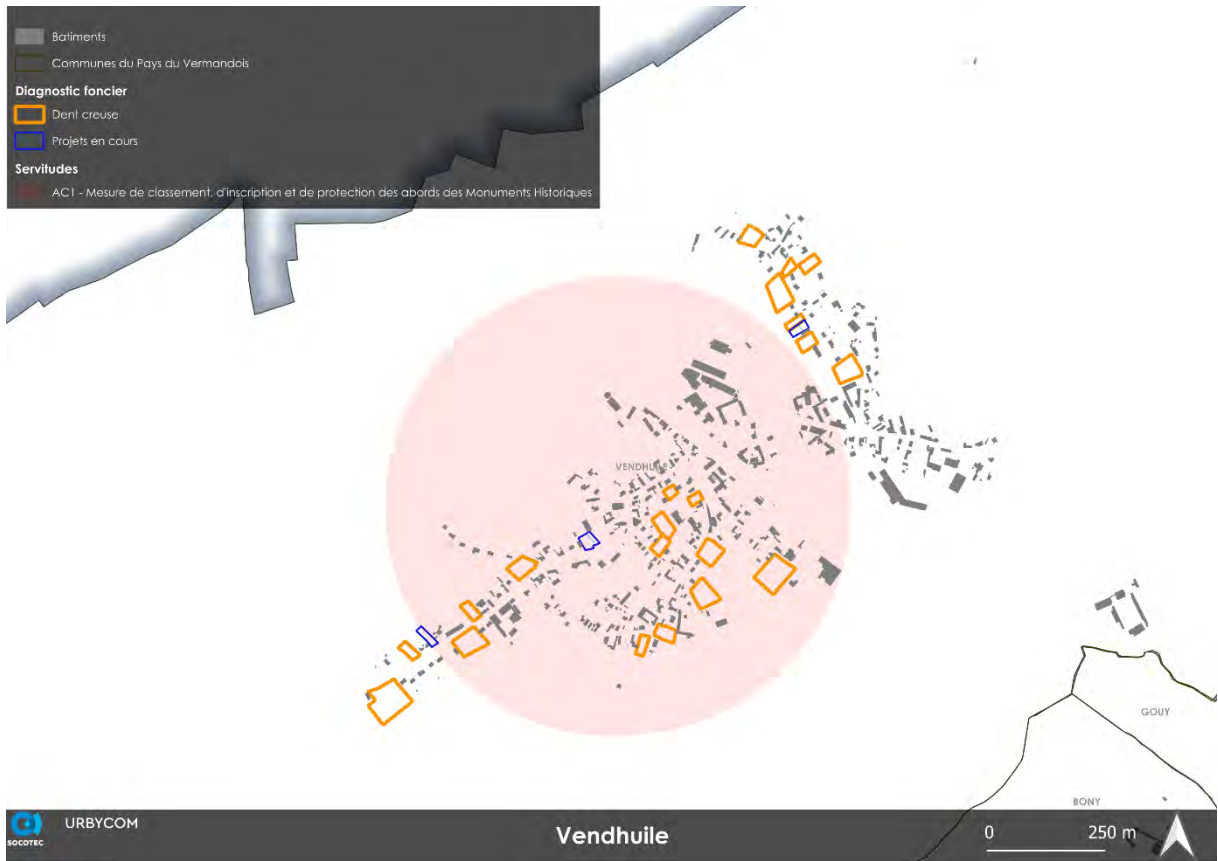 Batiments
Communes du Pays du Vermandois
Diagnostic foncier
Dent creuse
Projets en cours
Servitudes
AC1 - Mesure de classement, d'inscription et de protection des abords des Monuments Historiques
VENDHUILE
GOUY
BONY
SOCOTEC
URBYCOM
Vendhuile
0 250 m